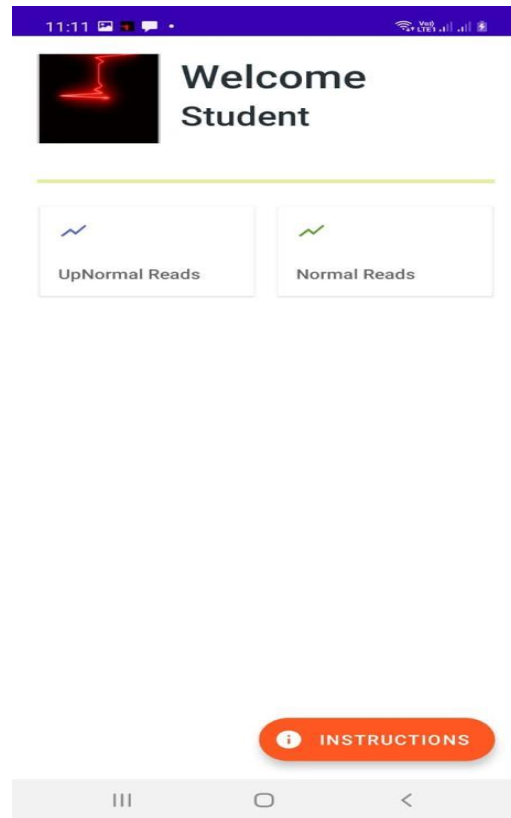 11:11
Welcome
Student
UpNormal Reads
Normal Reads
INSTRUCTIONS